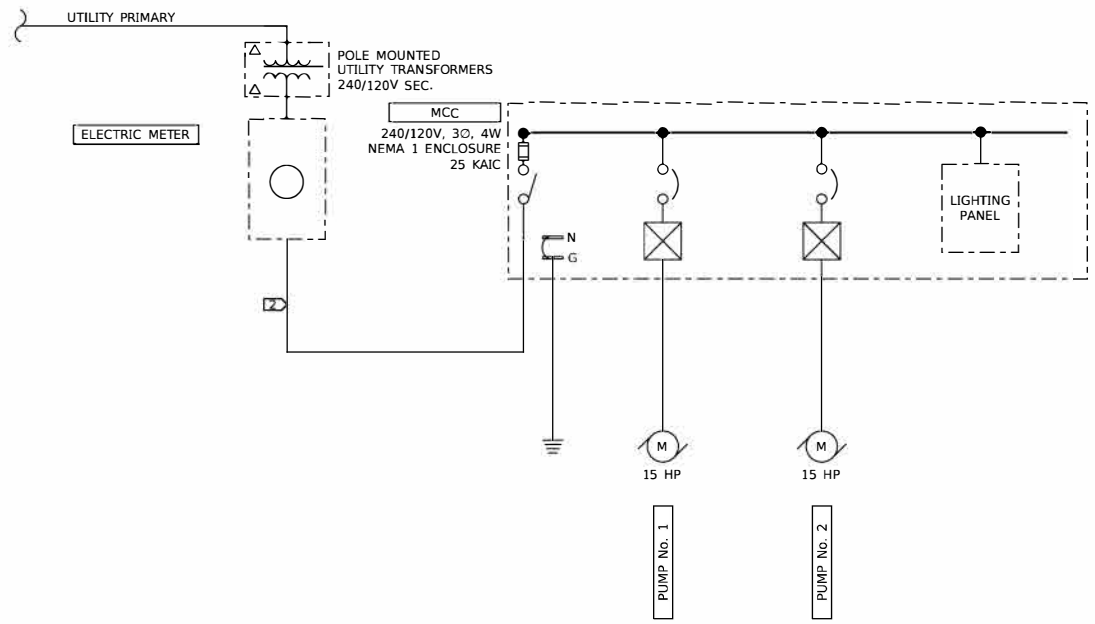 UTILITY PRIMARY
POLE MOUNTED
UTILITY TRANSFORMERS
240/120V SEC.
ELECTRIC METER
MCC
240/120V, 3∅, 4W
NEMA 1 ENCLOSURE
25 KAIC
N
G
LIGHTING
PANEL
2
M
15 HP
M
15 HP
PUMP No. 1
PUMP No. 2